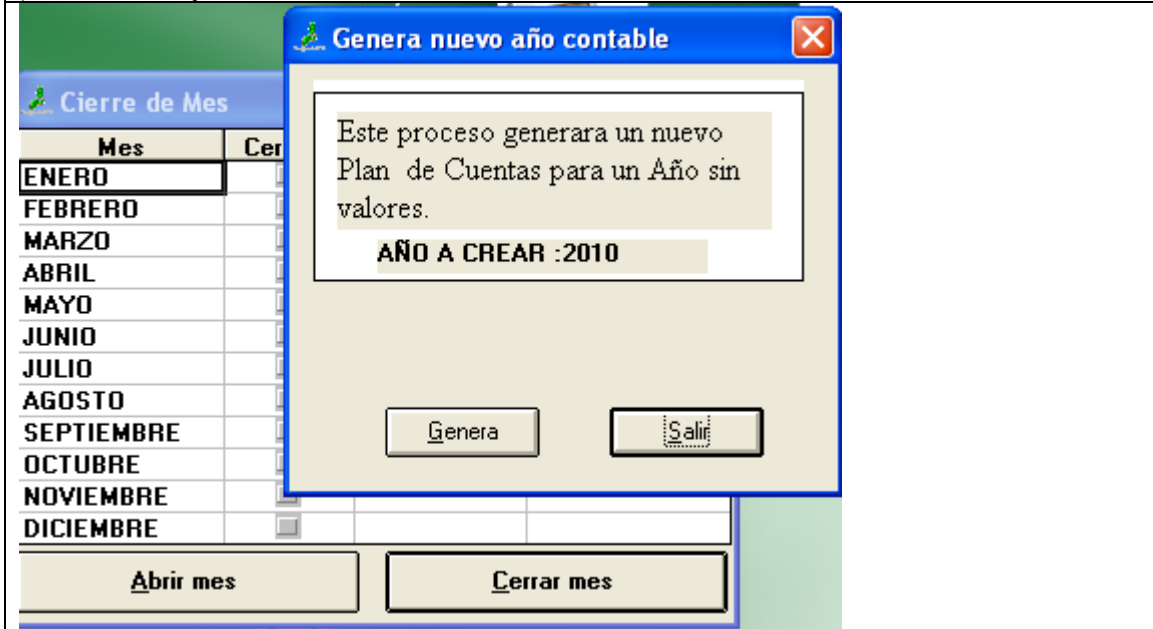 Genera nuevo año contable
Este proceso generara un nuevo
Plan de Cuentas para un Año sin
valores.
AÑO A CREAR :2010
Genera
Salir
Cierre de Mes
Mes Cer
ENERO
FEBRERO
MARZO
ABRIL
MAYO
JUNIO
JULIO
AGOSTO
SEPTIEMBRE
OCTUBRE
NOVIEMBRE
DICIEMBRE
Abrir mes
Cerrar mes